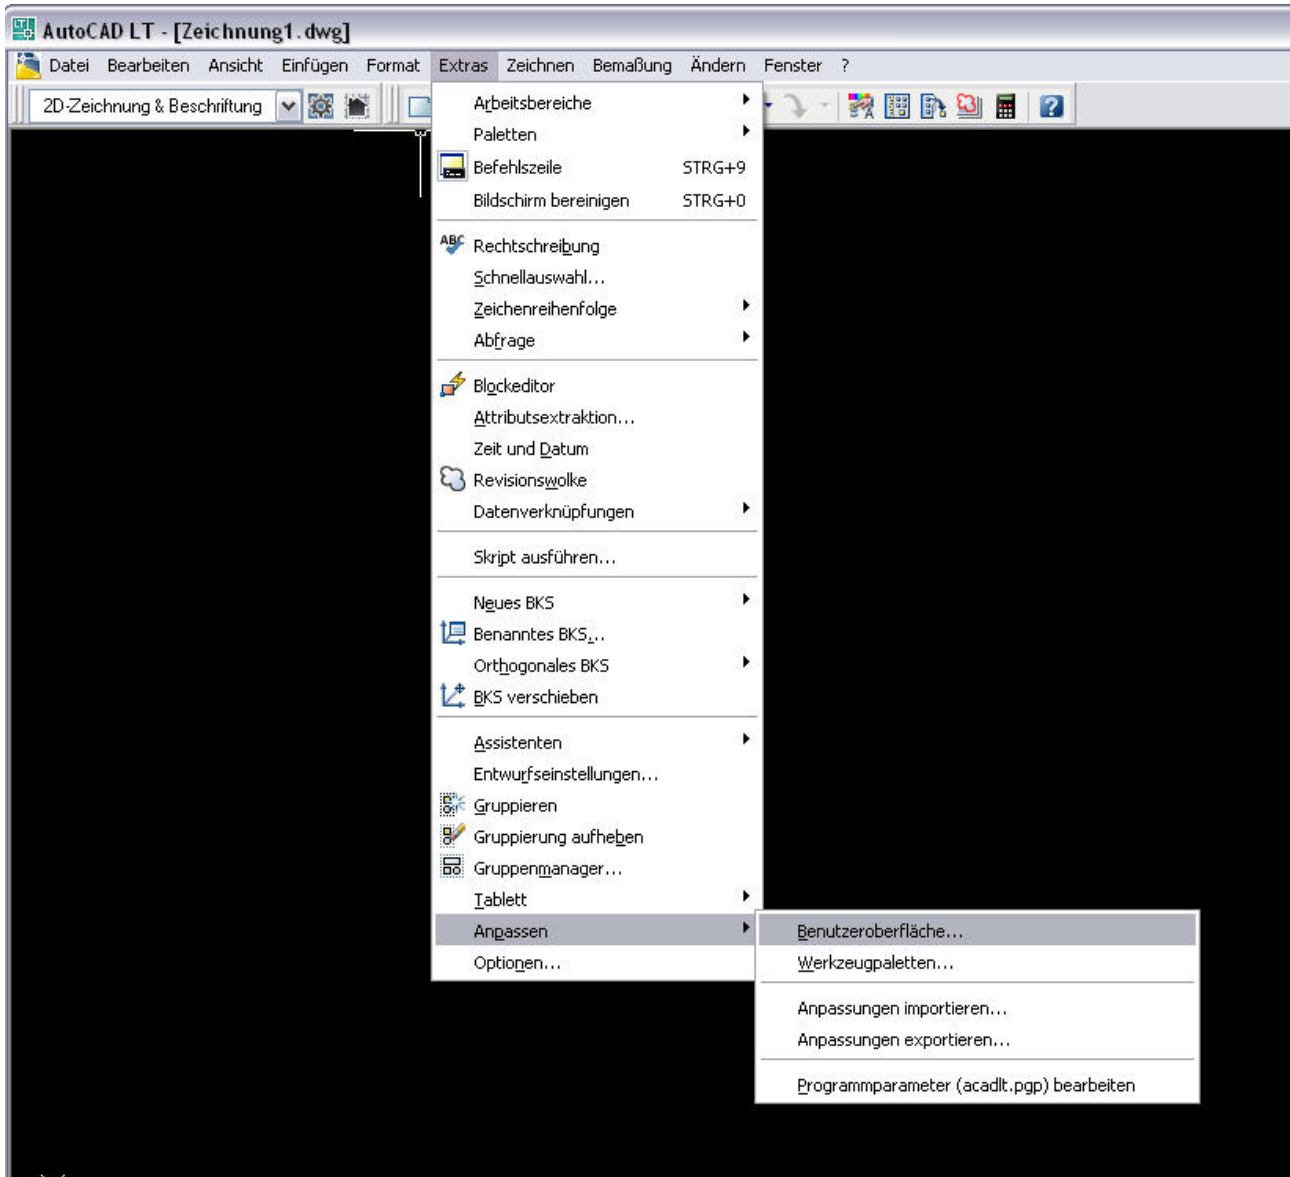 AutoCAD LT - [Zeichnung1.dwg]
Datei Bearbeiten Ansicht Einfügen Format Extras Zeichnen Bemaßung Ändern Fenster ?
2D-Zeichnung & Beschriftung
Arbeitsbereiche
Paletten
Befehlszeile STRG+9
Bildschirm bereinigen STRG+0
ABC Rechtschreibung
Schnellauswahl...
Zeichenreihenfolge
Abfrage
Blockeditor
Attributsextraktion...
Zeit und Datum
Revisionswolke
Datenverknüpfungen
Skript ausführen...
Neues BKS
Benanntes BKS...
Orthogonales BKS
BKS verschieben
Assistenten
Entwurfseinstellungen...
Gruppieren
Gruppierung aufheben
Gruppenmanager...
Tablett
Anpassen
Optionen...
Benutzeroberfläche...
Werkzeugpaletten...
Anpassungen importieren...
Anpassungen exportieren...
Programmparameter (acadlt.pgp) bearbeiten